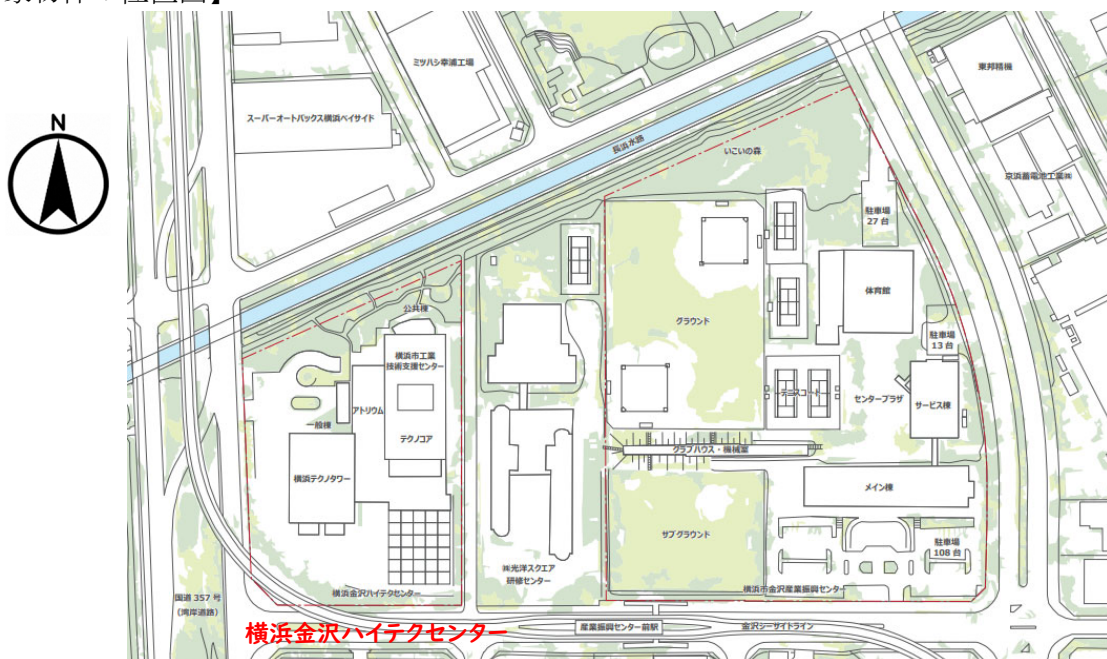 N
ミツハシ幸浦工場
スーパーオートバックス横浜ベイサイド
東邦精機
京浜蓄電池工業㈱
長浜水路
いこいの森
駐車場
27 台
体育館
駐車場
13 台
グラウンド
テニスコート
センタープラザ
サービス棟
クラブハウス・機械室
メイン棟
サブグラウンド
駐車場
108 台
横浜市金沢産業振興センター
公共棟
横浜市工業
技術支援センター
アトリウム
一般棟
テクノコア
横浜テクノタワー
㈱光洋スクエア
研修センター
横浜金沢ハイテクセンター
国道 357 号
(湾岸道路)
横浜金沢ハイテクセンター
産業振興センター前駅
金沢シーサイドライン